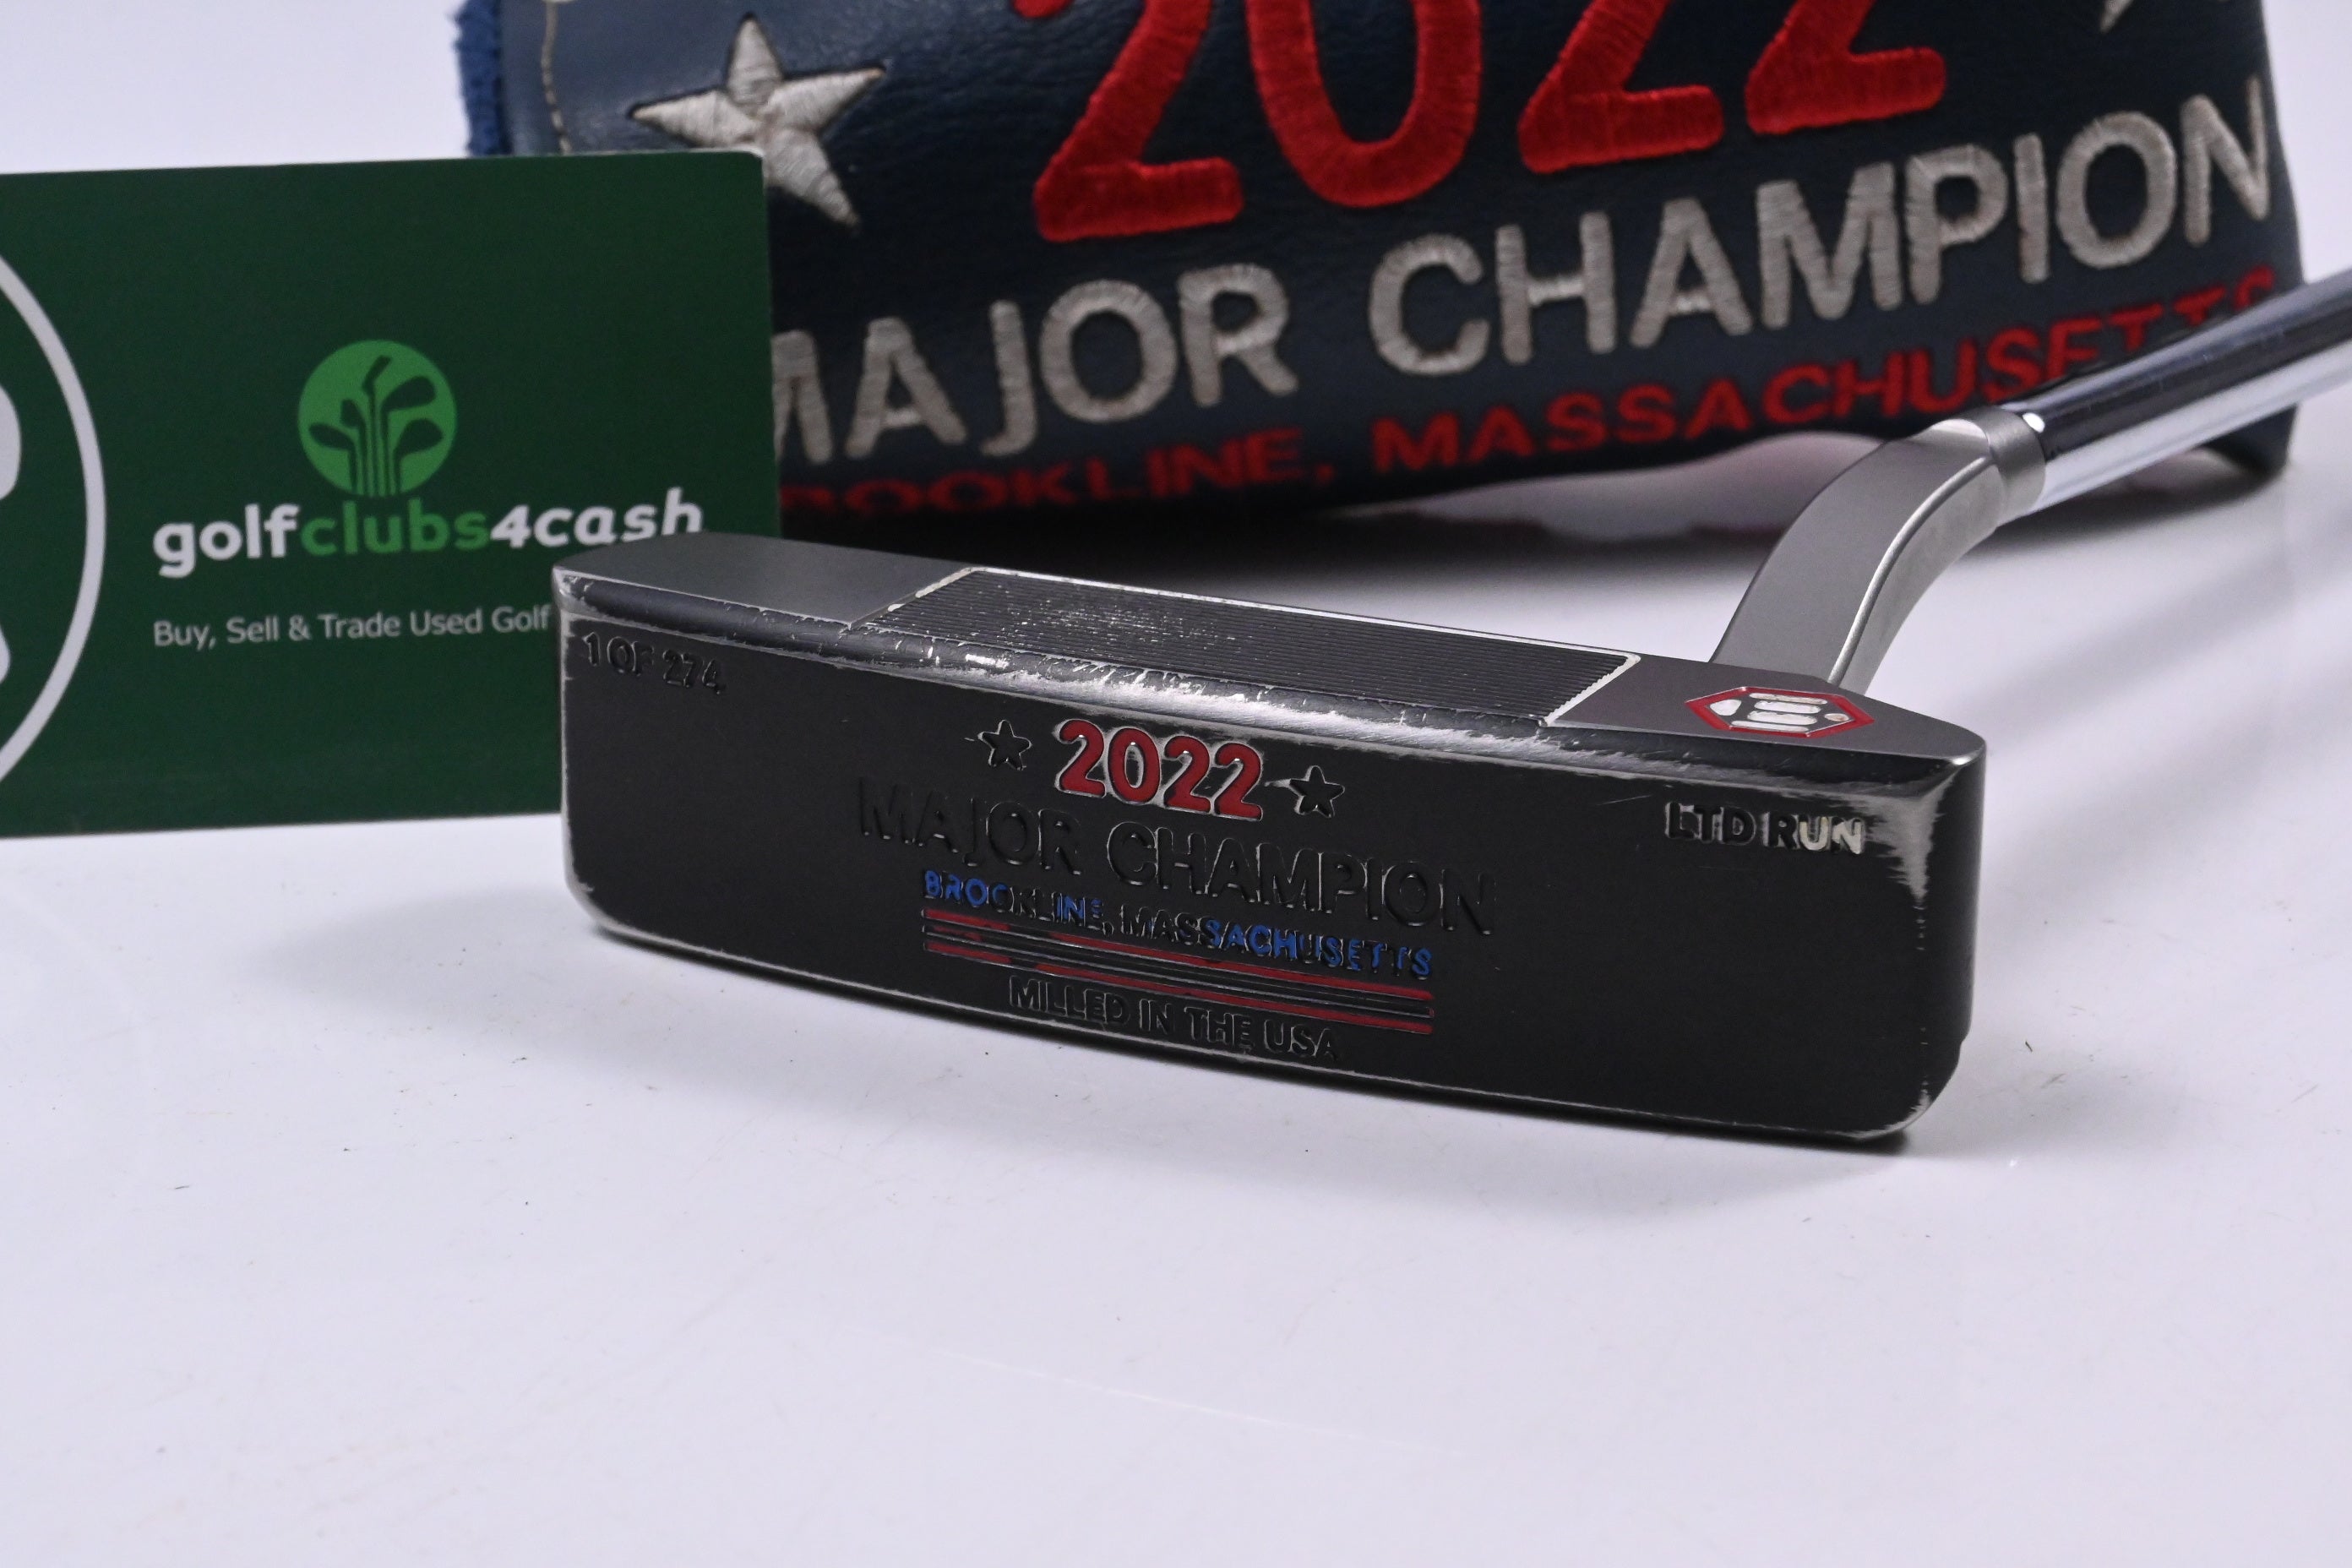 2022
MAJOR CHAMPION
BROOKLINE, MASSACHUSETTS
golfclubs4cash
Buy, Sell & Trade Used Golf
1 OF 274
2022
MAJOR CHAMPION
LTD RUN
BROOKLINE, MASSACHUSETTS
MILLED IN THE USA